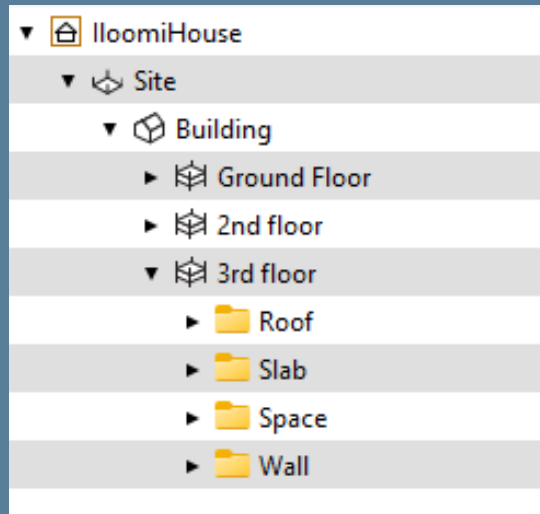 IloomiHouse
Site
Building
Ground Floor
2nd floor
3rd floor
Roof
Slab
Space
Wall